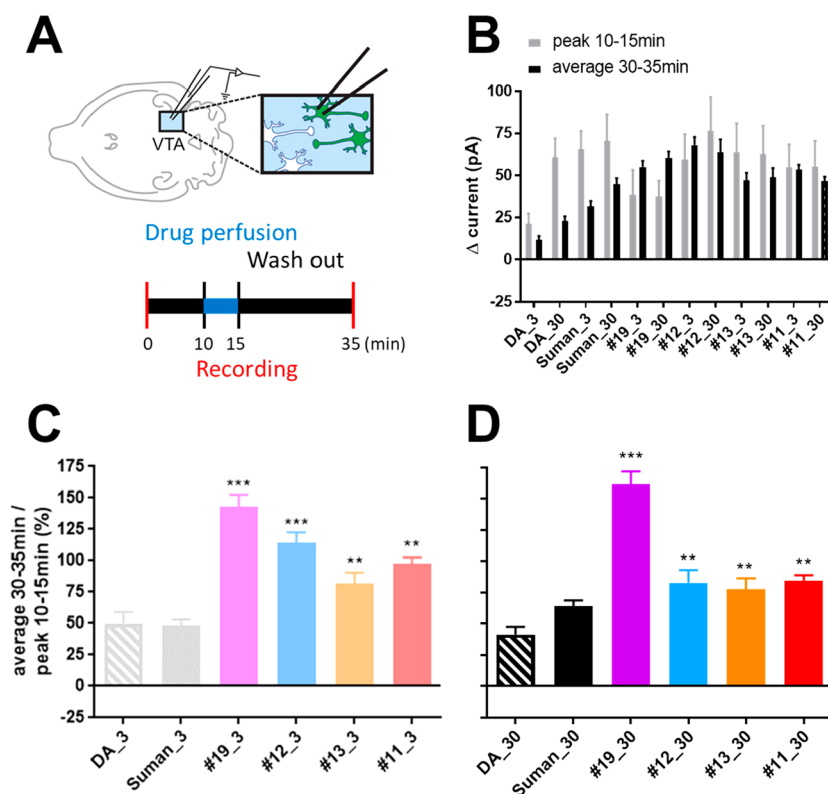 A
VTA
Drug perfusion
Wash out
0
10
15
35 (min)
Recording
B
peak 10-15min
average 30-35min
Δ current (pA)
100
75
50
25
0
-25
DA_3
DA_30
Suman_3
Suman_30
#19_3
#19_30
#12_3
#12_30
#13_3
#13_30
#11_3
#11_30
C
average 30-35min /
peak 10-15min (%)
175
150
125
100
75
50
25
0
-25
***
***
**
**
DA_3
Suman_3
#19_3
#12_3
#13_3
#11_3
D
***
**
**
**
DA_30
Suman_30
#19_30
#12_30
#13_30
#11_30